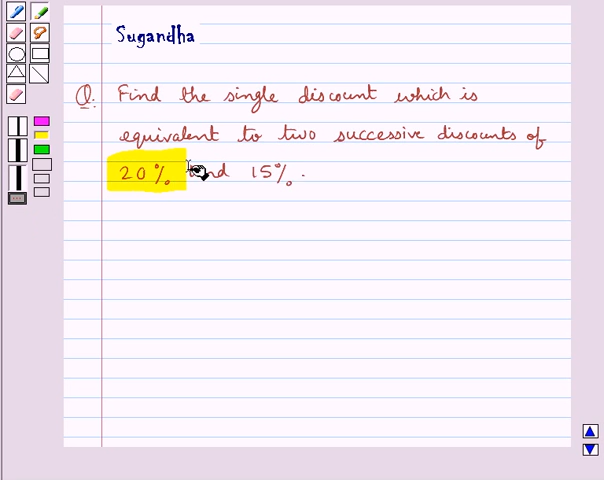 Sugandha
Q. Find the single discount which is
equivalent to two successive discounts of
20% and 15%.